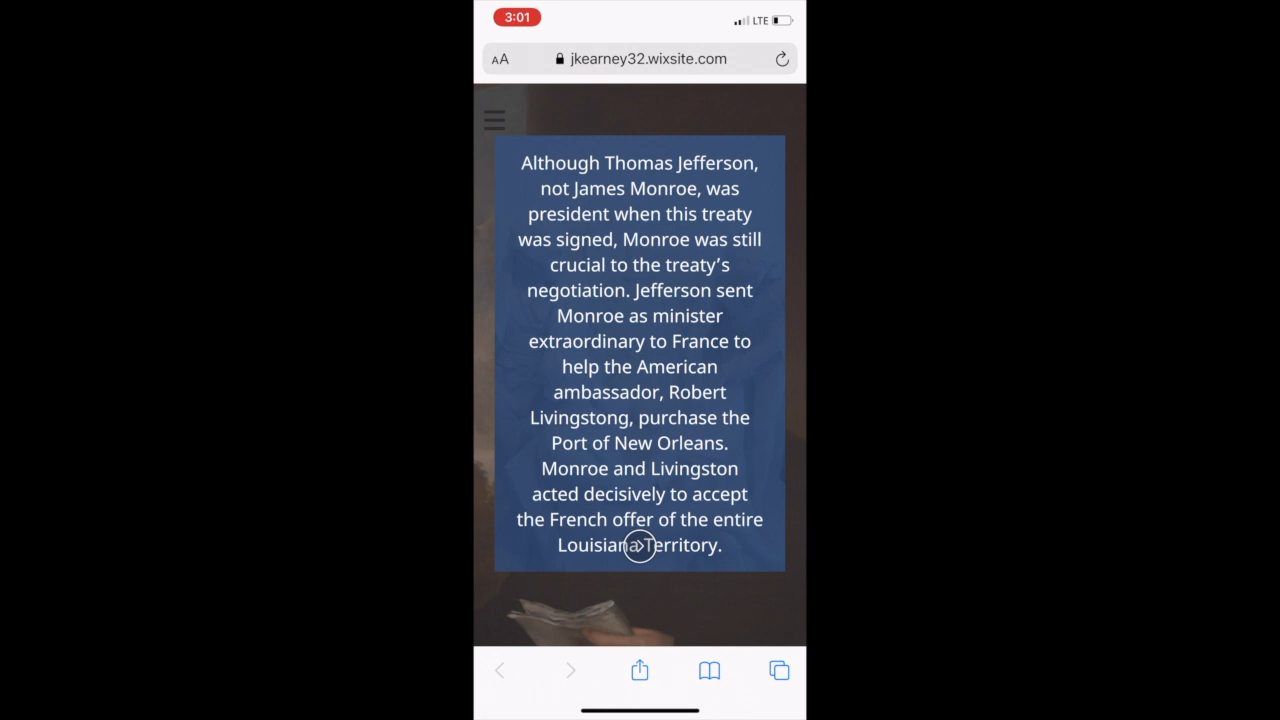 3:01
LTE
AA
jkearney32.wixsite.com
Although Thomas Jefferson,
not James Monroe, was
president when this treaty
was signed, Monroe was still
crucial to the treaty’s
negotiation. Jefferson sent
Monroe as minister
extraordinary to France to
help the American
ambassador, Robert
Livingstong, purchase the
Port of New Orleans.
Monroe and Livingston
acted decisively to accept
the French offer of the entire
Louisiana Territory.